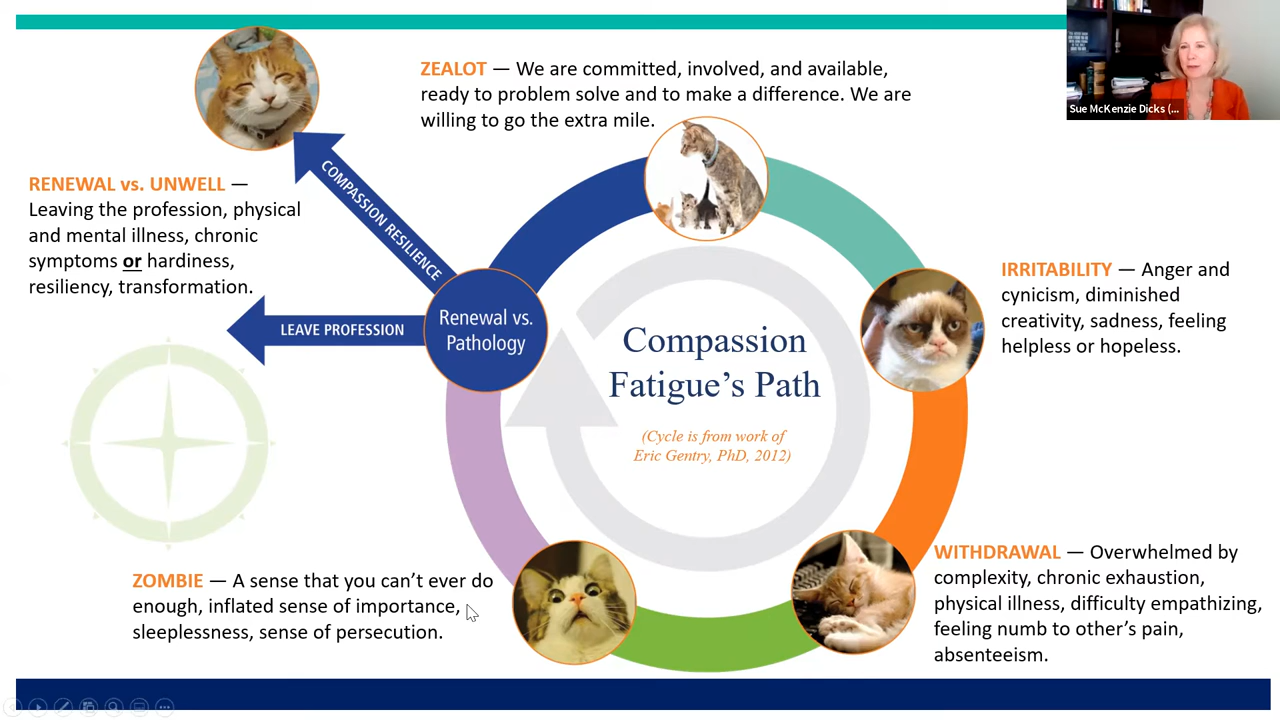 ZEALOT — We are committed, involved, and available,
ready to problem solve and to make a difference. We are
willing to go the extra mile.
Sue McKenzie Dicks (...
RENEWAL vs. UNWELL —
Leaving the profession, physical
and mental illness, chronic
symptoms or hardiness,
resiliency, transformation.
COMPASSION RESILIENCE
LEAVE PROFESSION
Renewal vs.
Pathology
Compassion
Fatigue’s Path
(Cycle is from work of
Eric Gentry, PhD, 2012)
IRRITABILITY — Anger and
cynicism, diminished
creativity, sadness, feeling
helpless or hopeless.
WITHDRAWAL — Overwhelmed by
complexity, chronic exhaustion,
physical illness, difficulty empathizing,
feeling numb to other’s pain,
absenteeism.
ZOMBIE — A sense that you can’t ever do
enough, inflated sense of importance,
sleeplessness, sense of persecution.